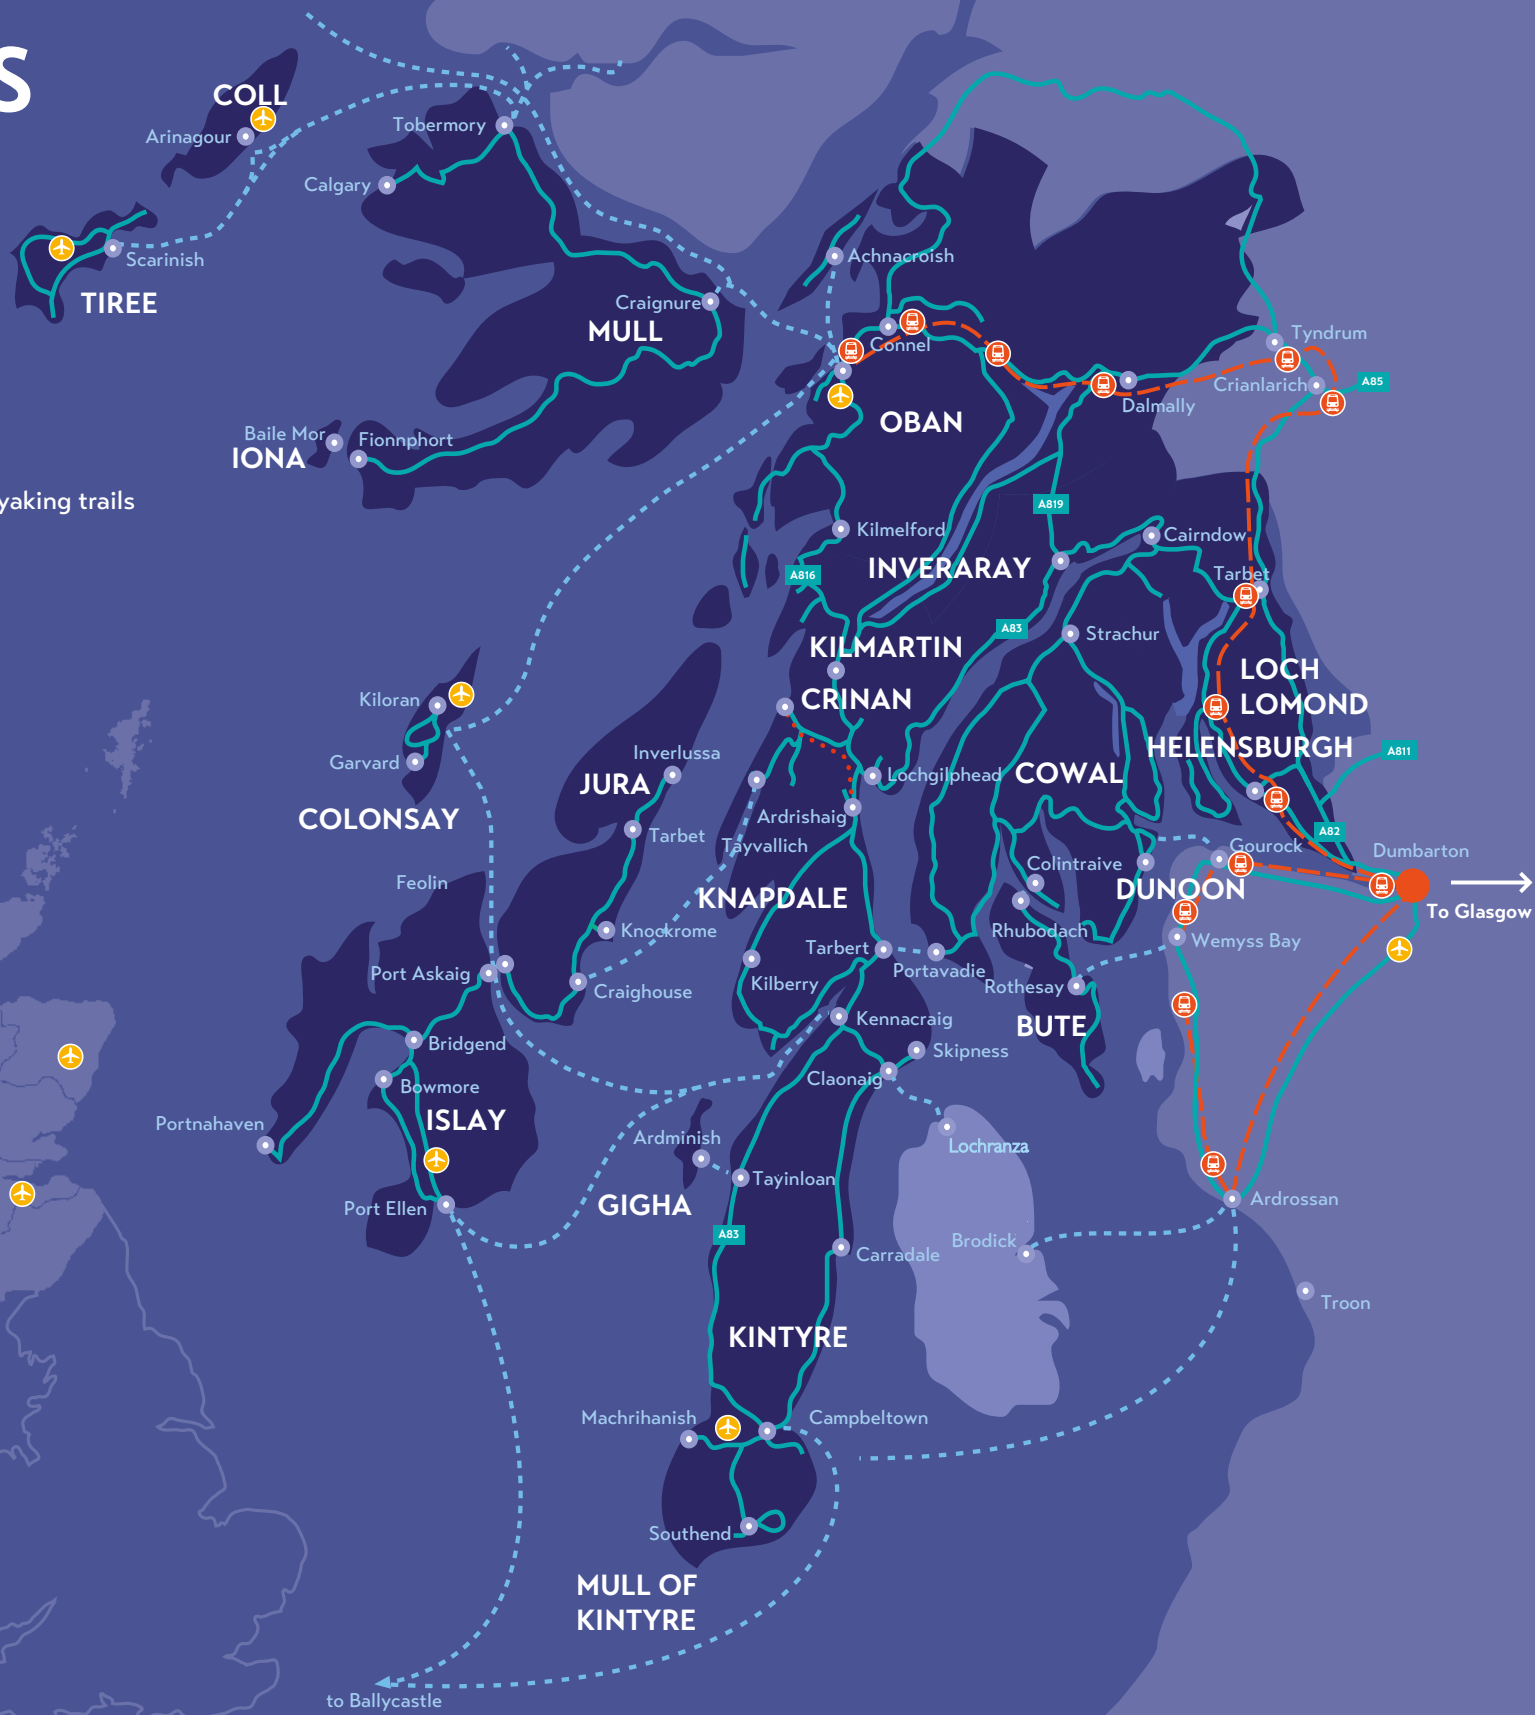 S
COLL
Arinagour
Tobermory
Calgary
Scarinish
TIREE
Achnacroish
Craignure
MULL
Connel
Tyndrum
Crianlarich
A85
Dalmally
OBAN
Baile Mor
IONA
Fionnphort
yaking trails
A819
Kilmelford
Cairndow
INVERARAY
A816
Tarbet
A83
Strachur
KILMARTIN
LOCH
LOMOND
Kiloran
CRINAN
HELENSBURGH
A811
Garvard
Inverlussa
JURA
Lochgilphead
COWAL
COLONSAY
Ardrishaig
Tarbet
Tayvallich
A82
Gourock
Dumbarton
Colintraive
Feolin
KNAPDALE
DUNOON
To Glasgow
Knockrome
Rhubodach
Tarbert
Wemyss Bay
Port Askaig
Portavadie
Craighouse
Kilberry
Rothesay
Kennacraig
BUTE
Bridgend
Skipness
Claonaig
Bowmore
ISLAY
Portnahaven
Ardminish
Lochranza
Tayinloan
GIGHA
Port Ellen
Ardrossan
A83
Brodick
Carradale
Troon
KINTYRE
Machrihanish
Campbeltown
Southend
MULL OF
KINTYRE
to Ballycastle